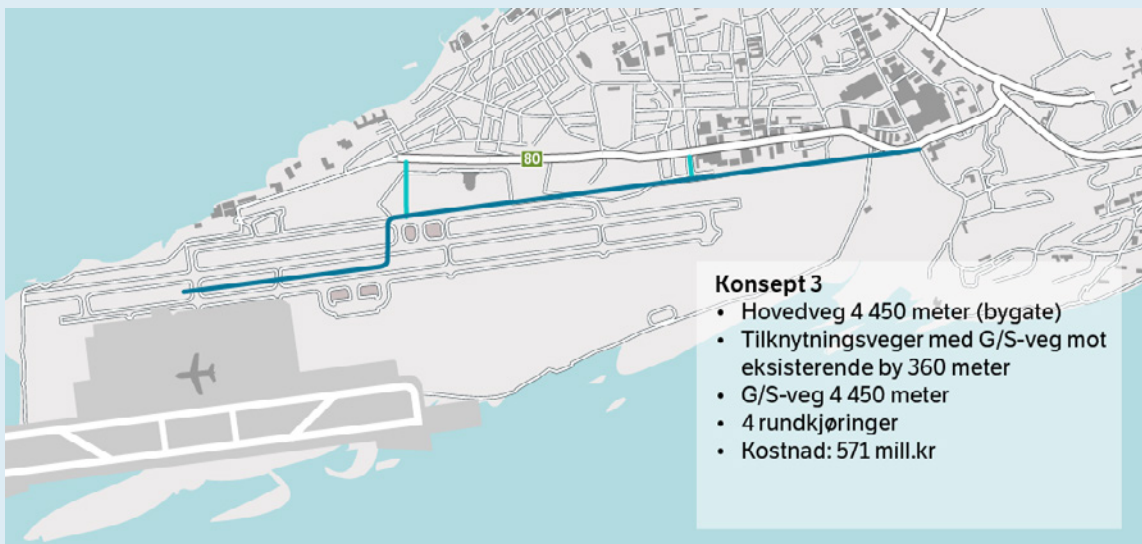 80
Konsept 3
• Hovedveg 4 450 meter (bygate)
• Tilknytningsveger med G/S-veg mot
eksisterende by 360 meter
• G/S-veg 4 450 meter
• 4 rundkjøringer
• Kostnad: 571 mill.kr